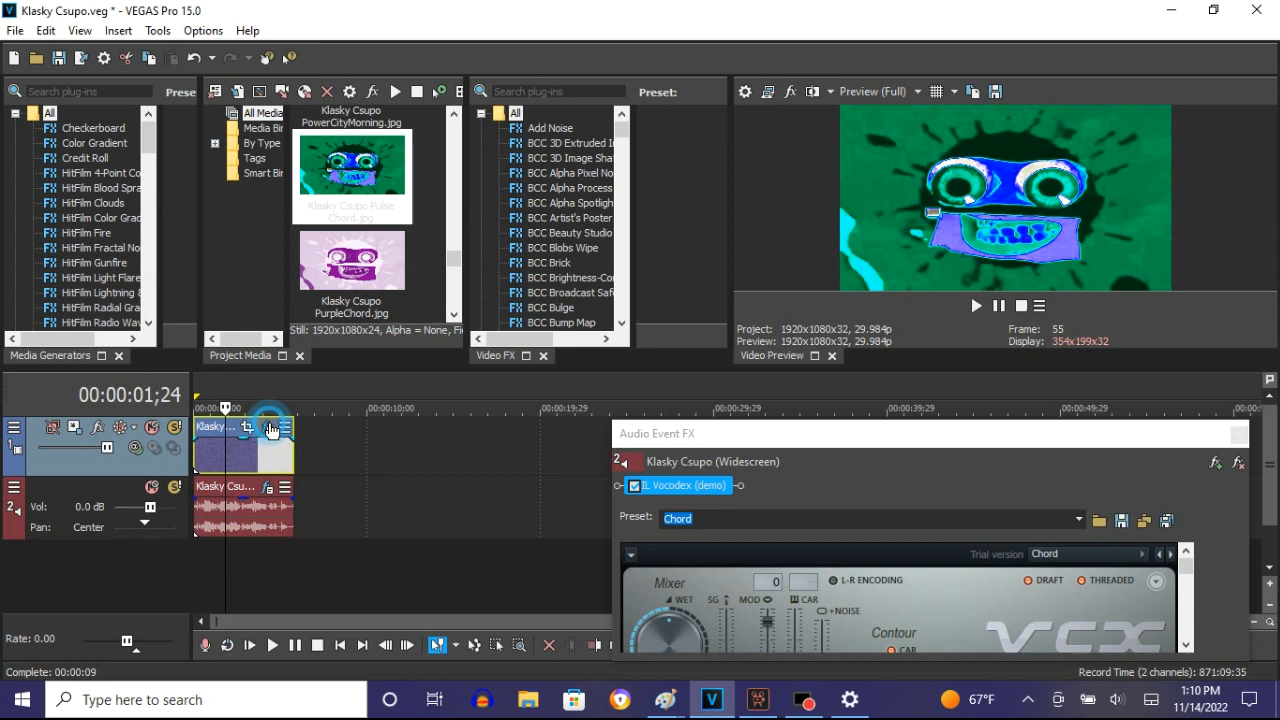 Klasky Csupo.veg * - VEGAS Pro 15.0
File Edit View Insert Tools Options Help
Search plug-ins
Prese
All
Checkerboard
Color Gradient
Credit Roll
HitFilm 4-Point Co
HitFilm Blood Spra
HitFilm Clouds
HitFilm Color Grac
HitFilm Fire
HitFilm Fractal No
HitFilm Gunfire
HitFilm Light Flare
HitFilm Lightning &
HitFilm Radial Gra
HitFilm Radio Wav
Media Generators
All Media
Media Bir
By Type
Tags
Smart Bir
Klasky Csupo
PowerCityMorning.jpg
Klasky Csupo Pulse
Chord.jpg
Klasky Csupo
PurpleChord.jpg
Still: 1920x1080x24, Alpha = None, Fi
Project Media
Search plug-ins
Preset:
All
Add Noise
BCC 3D Extruded I
BCC 3D Image Sha
BCC Alpha Pixel No
BCC Alpha Process
BCC Alpha Spotligh
BCC Artist's Poster
BCC Beauty Studio
BCC Blobs Wipe
BCC Brick
BCC Brightness-Co
BCC Broadcast Safe
BCC Bulge
BCC Bump Map
Video FX
Preview (Full)
Project: 1920x1080x32, 29.984p
Preview: 1920x1080x32, 29.984p
Frame: 55
Display: 354x199x32
Video Preview
00:00:01;24
00:00:10;00
00:00:19;29
00:00:29;29
00:00:39;29
00:00:49;29
Klasky...
Vol: 0.0 dB
Pan: Center
Klasky Csu...
Audio Event FX
2 Klasky Csupo (Widescreen)
IL Vocodex (demo)
Preset: Chord
Trial version Chord
Mixer 0 L-R ENCODING DRAFT THREADED
WET SG MOD CAR
+NOISE
Contour
CAR
VCX
Rate: 0.00
Complete: 00:00:09
Record Time (2 channels): 871:09:35
Type here to search
67°F
1:10 PM
11/14/2022